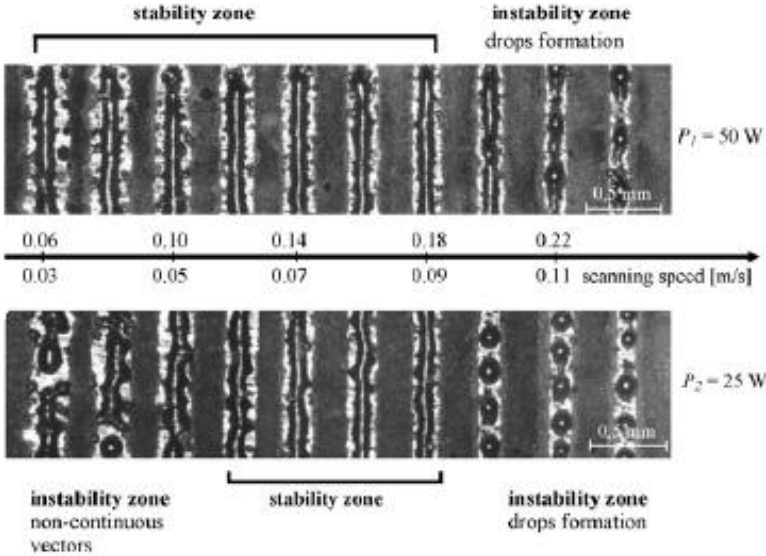 stability zone
instability zone
drops formation
P1 = 50 W
0,5 mm
0.06 0.10 0.14 0.18 0.22
0.03 0.05 0.07 0.09 0.11 scanning speed [m/s]
P2 = 25 W
0,5 mm
instability zone
non-continuous
vectors
stability zone
instability zone
drops formation